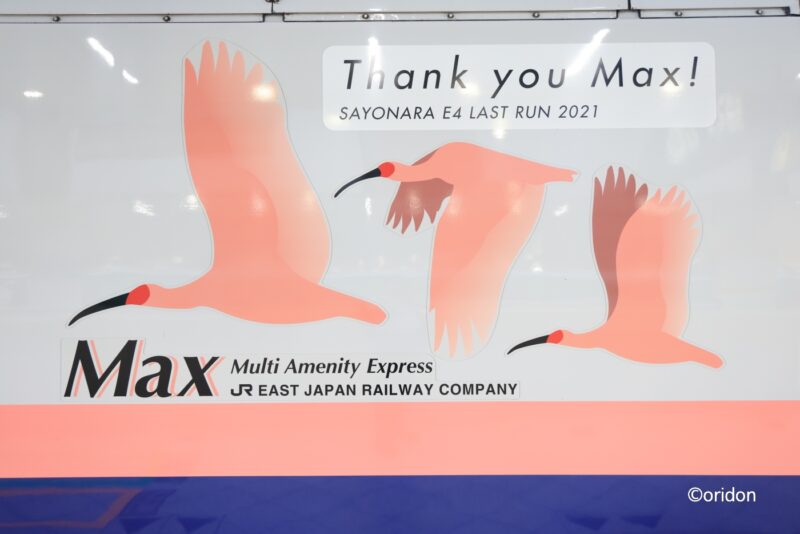 Thank you Max!
SAYONARA E4 LAST RUN 2021
Max
Multi Amenity Express
JR EAST JAPAN RAILWAY COMPANY
©oridon